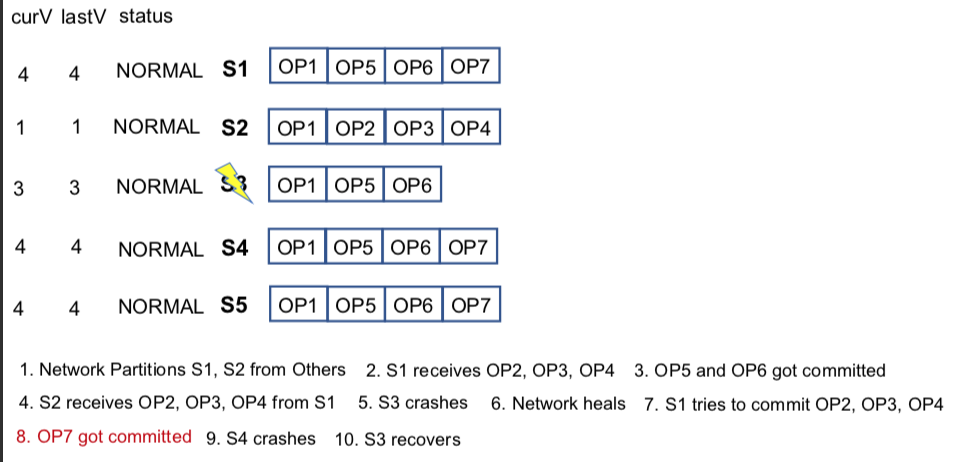 curV lastV status
4 4 NORMAL S1 OP1 OP5 OP6 OP7
1 1 NORMAL S2 OP1 OP2 OP3 OP4
3 3 NORMAL S3 OP1 OP5 OP6
4 4 NORMAL S4 OP1 OP5 OP6 OP7
4 4 NORMAL S5 OP1 OP5 OP6 OP7
1. Network Partitions S1, S2 from Others 2. S1 receives OP2, OP3, OP4 3. OP5 and OP6 got committed
4. S2 receives OP2, OP3, OP4 from S1 5. S3 crashes 6. Network heals 7. S1 tries to commit OP2, OP3, OP4
8. OP7 got committed 9. S4 crashes 10. S3 recovers